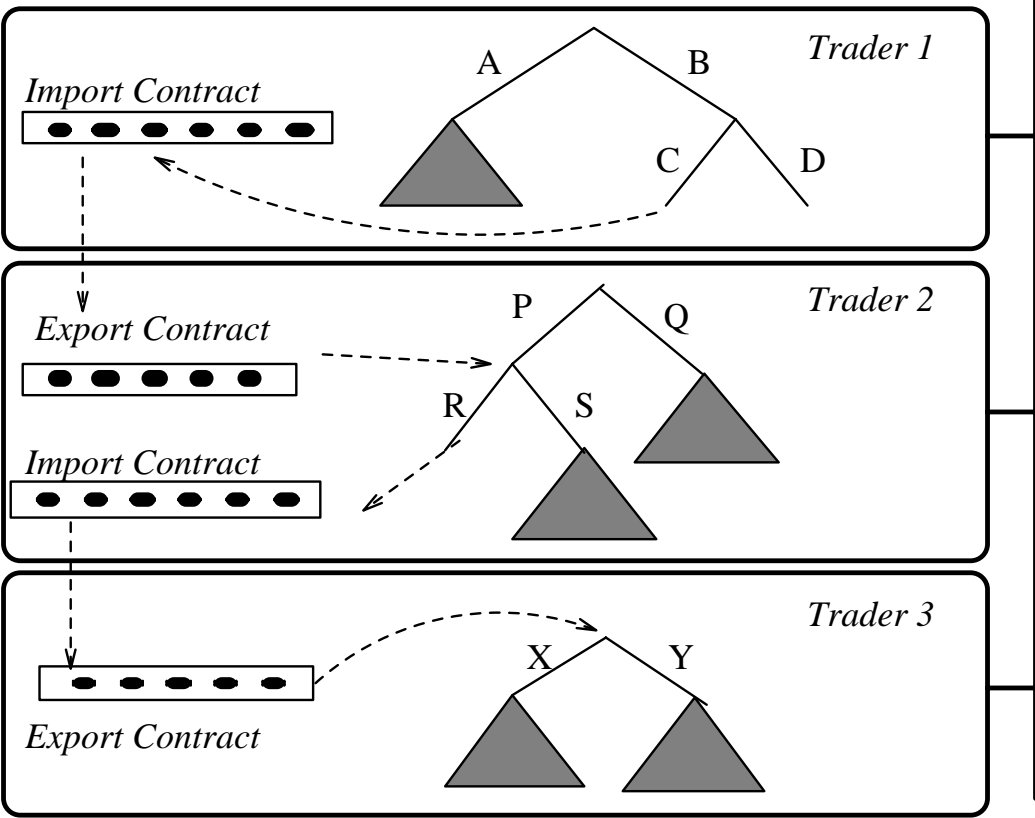 Trader 1
A
B
Import Contract
C
D
Trader 2
P
Q
Export Contract
R
S
Import Contract
Trader 3
X
Y
Export Contract